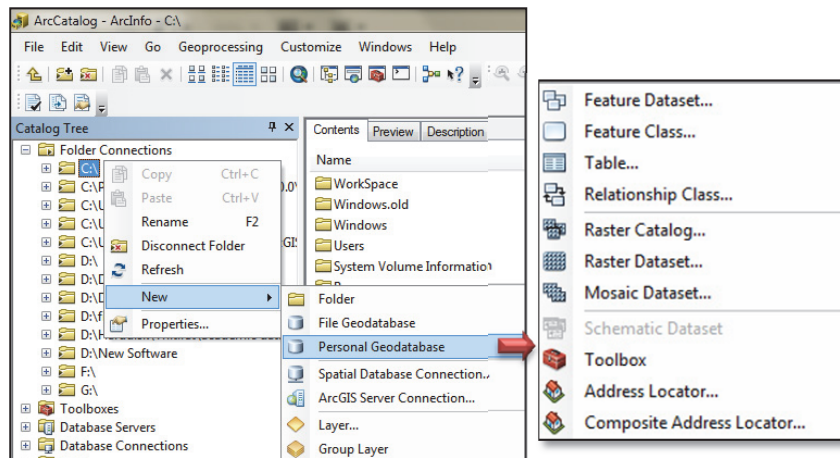 ArcCatalog - ArcInfo - C:\
File Edit View Go Geoprocessing Customize Windows Help
Catalog Tree
Folder Connections
C:\
C:\P
C:\U
C:\U
C:\U
D:\
D:\D
D:\D
D:\f
D:\New Software
F:\
G:\
Toolboxes
Database Servers
Database Connections
Copy Ctrl+C
Paste Ctrl+V
Rename F2
Disconnect Folder
Refresh
New
Properties...
Contents Preview Description
Name
WorkSpace
Windows.old
Windows
Users
System Volume Information
Folder
File Geodatabase
Personal Geodatabase
Spatial Database Connection..
ArcGIS Server Connection...
Layer...
Group Layer
Feature Dataset...
Feature Class...
Table...
Relationship Class...
Raster Catalog...
Raster Dataset...
Mosaic Dataset...
Schematic Dataset
Toolbox
Address Locator...
Composite Address Locator...